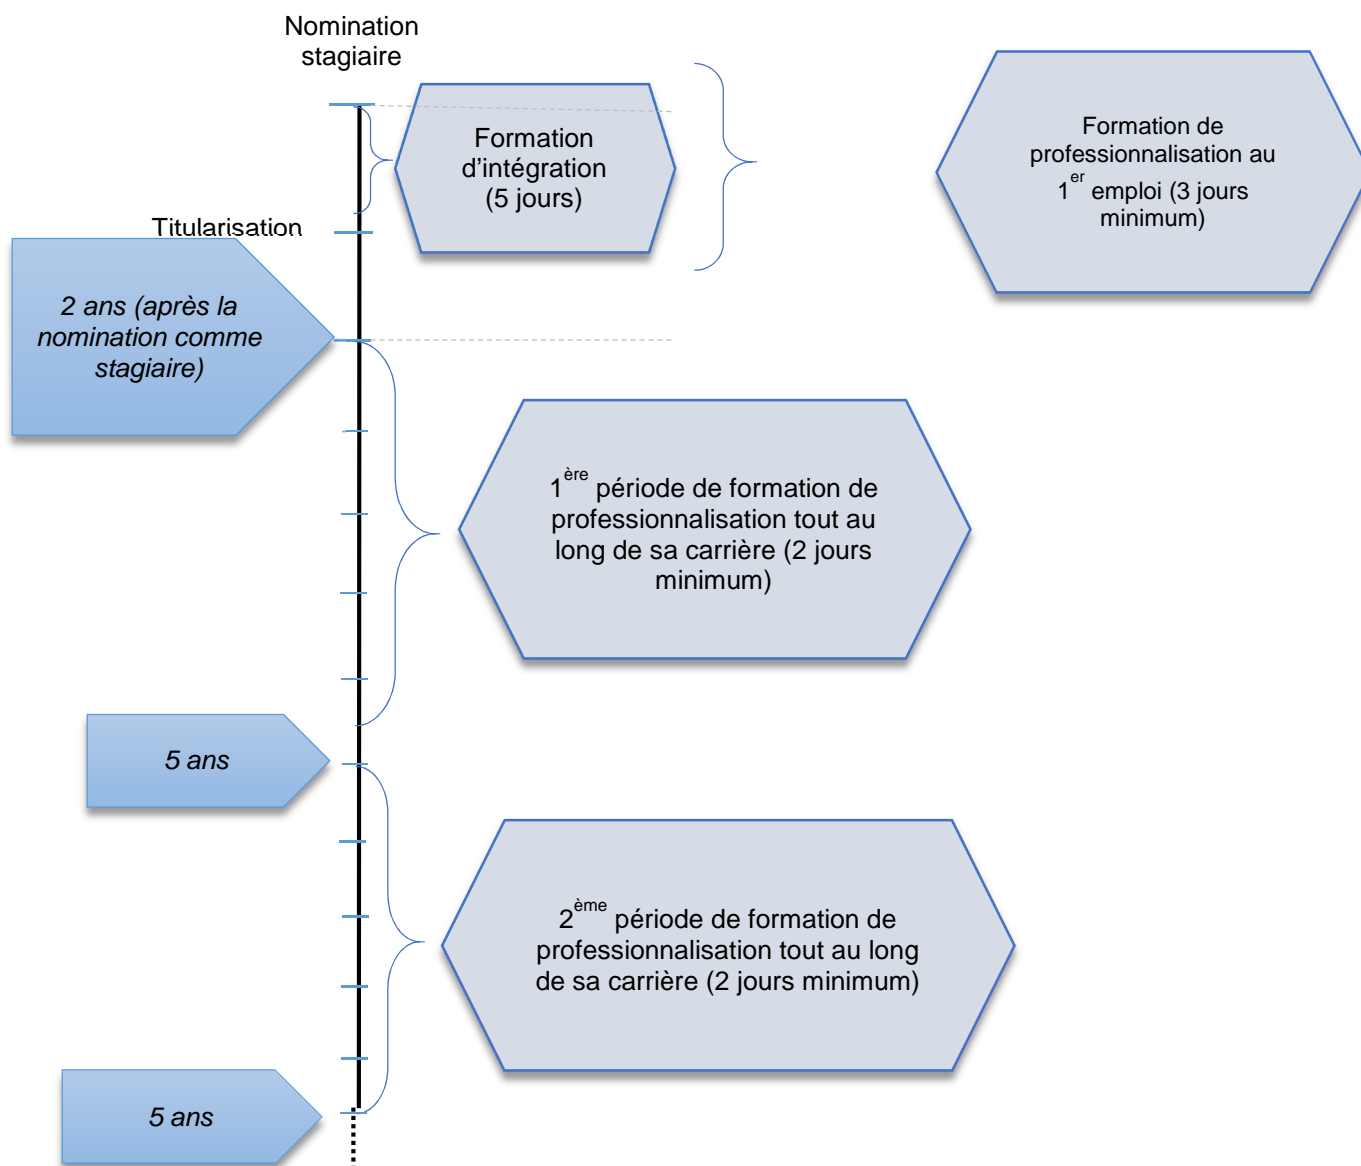 Nomination
stagiaire
Formation
d’intégration
(5 jours)
Formation de
professionnalisation au
1er emploi (3 jours
minimum)
Titularisation
2 ans (après la
nomination comme
stagiaire)
1ère période de formation de
professionnalisation tout au
long de sa carrière (2 jours
minimum)
5 ans
2ème période de formation de
professionnalisation tout au long
de sa carrière (2 jours minimum)
5 ans